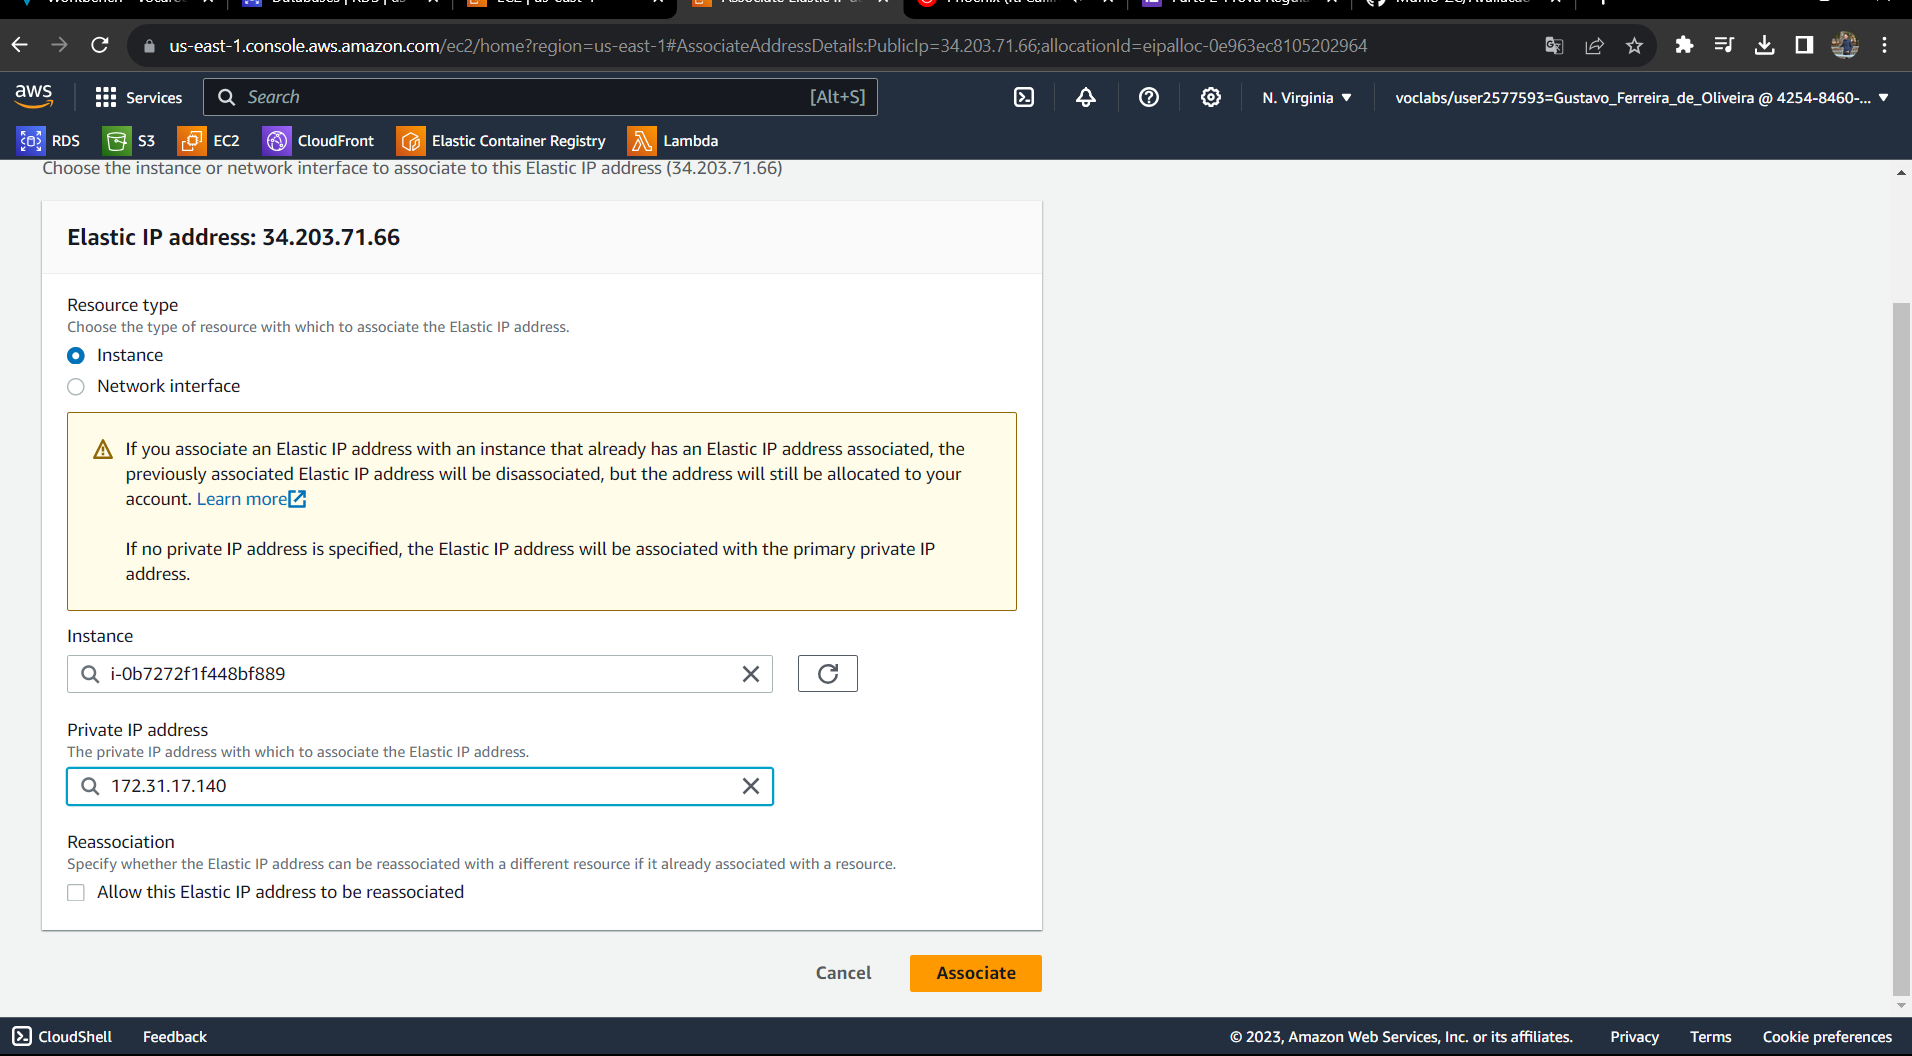 us-east-1.console.aws.amazon.com/ec2/home?region=us-east-1#AssociateAddressDetails:PublicIp=34.203.71.66;allocationId=eipalloc-0e963ec8105202964
aws
Services
Search
[Alt+S]
N. Virginia
voclabs/user2577593=Gustavo_Ferreira_de_Oliveira @ 4254-8460-...
RDS
S3
EC2
CloudFront
Elastic Container Registry
Lambda
Choose the instance or network interface to associate to this Elastic IP address (34.203.71.66)
Elastic IP address: 34.203.71.66
Resource type
Choose the type of resource with which to associate the Elastic IP address.
Instance
Network interface
If you associate an Elastic IP address with an instance that already has an Elastic IP address associated, the
previously associated Elastic IP address will be disassociated, but the address will still be allocated to your
account. Learn more
If no private IP address is specified, the Elastic IP address will be associated with the primary private IP
address.
Instance
i-0b7272f1f448bf889
Private IP address
The private IP address with which to associate the Elastic IP address.
172.31.17.140
Reassociation
Specify whether the Elastic IP address can be reassociated with a different resource if it already associated with a resource.
Allow this Elastic IP address to be reassociated
Cancel
Associate
CloudShell
Feedback
© 2023, Amazon Web Services, Inc. or its affiliates.
Privacy
Terms
Cookie preferences